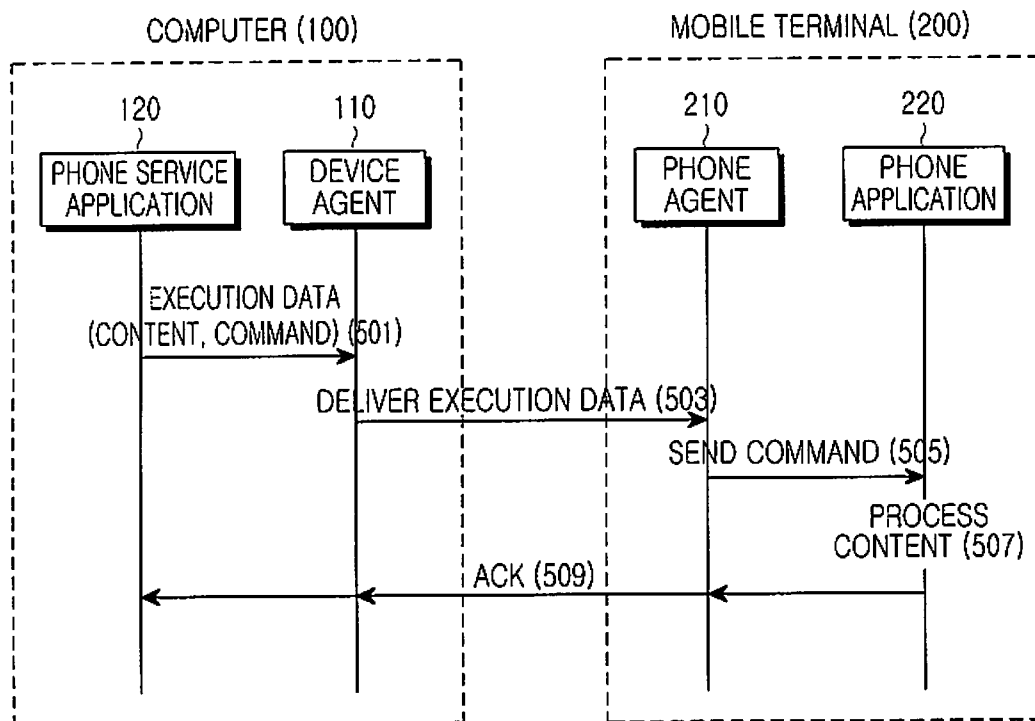 COMPUTER (100)
MOBILE TERMINAL (200)
120
110
210
220
PHONE SERVICE
APPLICATION
DEVICE
AGENT
PHONE
AGENT
PHONE
APPLICATION
EXECUTION DATA
(CONTENT, COMMAND) (501)
DELIVER EXECUTION DATA (503)
SEND COMMAND (505)
PROCESS
CONTENT (507)
ACK (509)